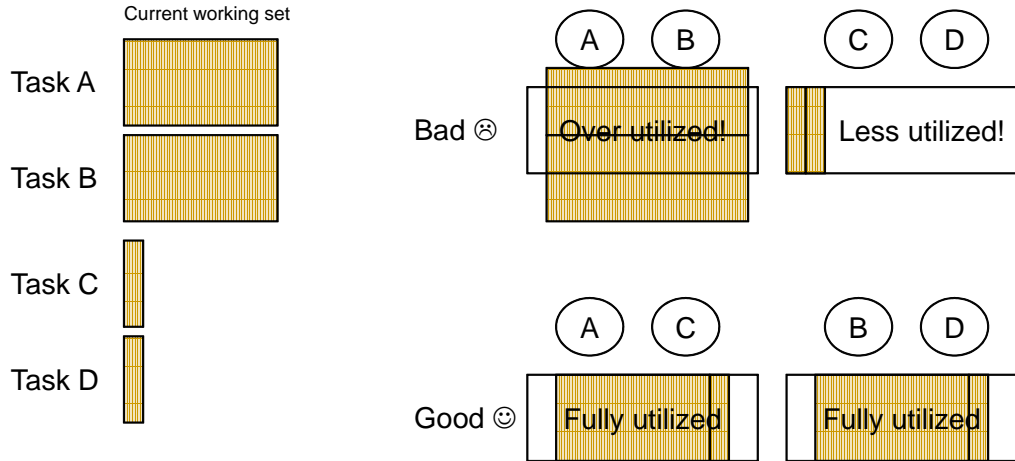 Current working set
Task A
Task B
Task C
Task D
A B C D
Bad ☹ Over utilized! Less utilized!
A C B D
Good ☺ Fully utilized Fully utilized